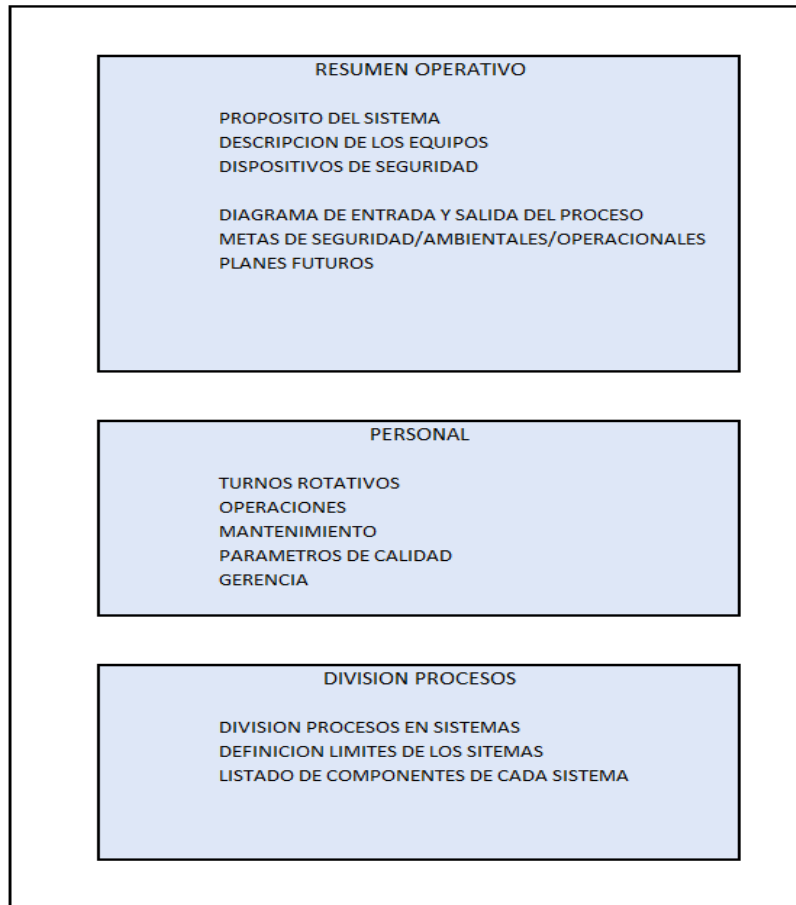 RESUMEN OPERATIVO
PROPOSITO DEL SISTEMA
DESCRIPCION DE LOS EQUIPOS
DISPOSITIVOS DE SEGURIDAD
DIAGRAMA DE ENTRADA Y SALIDA DEL PROCESO
METAS DE SEGURIDAD/AMBIENTALES/OPERACIONALES
PLANES FUTUROS
PERSONAL
TURNOS ROTATIVOS
OPERACIONES
MANTENIMIENTO
PARAMETROS DE CALIDAD
GERENCIA
DIVISION PROCESOS
DIVISION PROCESOS EN SISTEMAS
DEFINICION LIMITES DE LOS SITEMAS
LISTADO DE COMPONENTES DE CADA SISTEMA